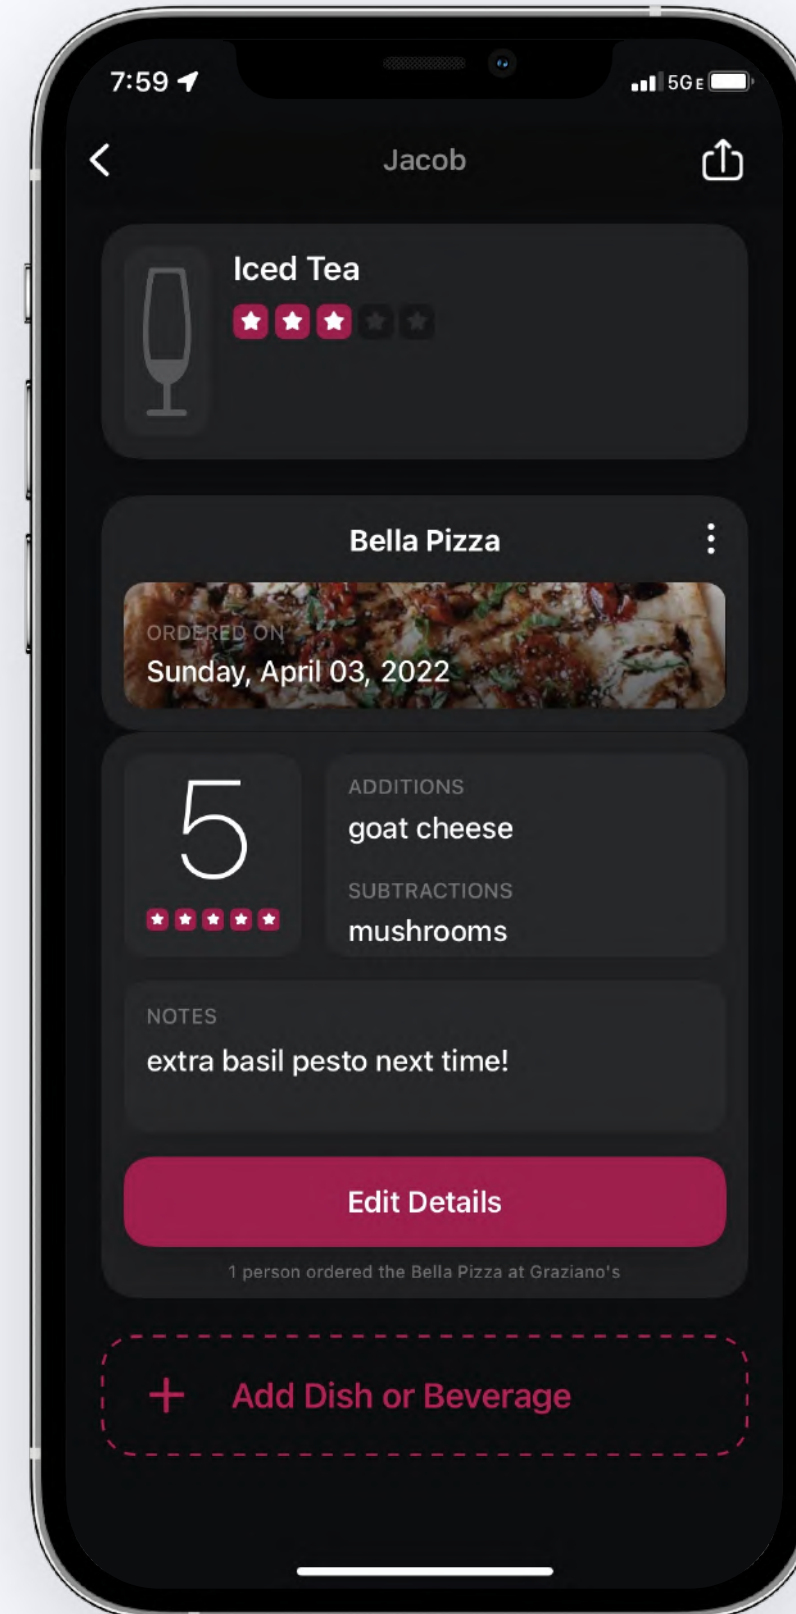 7:59
5GE
Jacob
Iced Tea
Bella Pizza
ORDERED ON
Sunday, April 03, 2022
5
ADDITIONS
goat cheese
SUBTRACTIONS
mushrooms
NOTES
extra basil pesto next time!
Edit Details
1 person ordered the Bella Pizza at Graziano's
+ Add Dish or Beverage